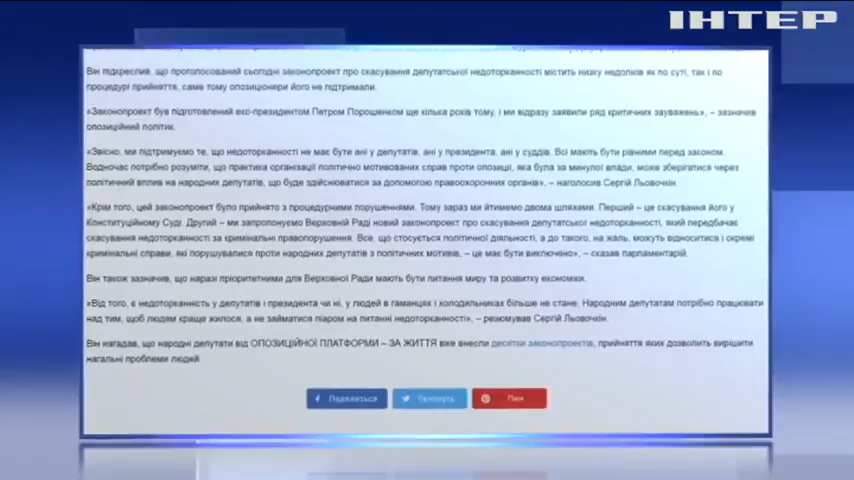 ІНТЕР
Він підкреслив, що проголосований сьогодні законопроект про скасування депутатської недоторканності містить низку недоліків як по суті, так і по
процедурі прийняття, саме тому опозиціонери його не підтримали.
«Законопроект був підготовлений екс-президентом Петром Порошенком ще кілька років тому, і ми відразу заявили ряд критичних зауважень», – зазначив
опозиційний політик.
«Звісно, ми підтримуємо те, що недоторканності не має бути ані у депутатів, ані у президента, ані у суддів. Всі мають бути рівними перед законом.
Водночас потрібно розуміти, що практика організації політично мотивованих справ проти опозиції, яка була за минулої влади, може зберігатися через
політичний вплив на народних депутатів, що буде здійснюватися за допомогою правоохоронних органів», – наголосив Сергій Льовочкін
«Крім того, цей законопроект було прийнято з процедурними порушеннями. Тому зараз ми йтимемо двома шляхами. Перший – це скасування його у
Конституційному Суді. Другий – ми запропонуємо Верховній Раді новий законопроект про скасування депутатської недоторканності, який передбачає
скасування недоторканності за кримінальні правопорушення. Все, що стосується політичної діяльності, а до такого, на жаль, можуть відноситися і окремі
кримінальні справи, які порушувалися проти народних депутатів з політичних мотивів, – це має бути виключено», – сказав парламентарій.
Він також зазначив, що наразі пріоритетними для Верховної Ради мають бути питання миру та розвитку економіки.
«Від того, є недоторканність у депутатів і президента чи ні, у людей в гаманцях і холодильниках більше не стане. Народним депутатам потрібно працювати
над тим, щоб людям краще жилося, а не займатися піаром на питанні недоторканності», – резюмував Сергій Льовочкін.
Він нагадав, що народні депутати від ОПОЗИЦІЙНОЇ ПЛАТФОРМИ – ЗА ЖИТТЯ вже внесли десятки законопроектів, прийняття яких дозволить вирішити
нагальні проблеми людей
Поделиться
Твитнуть
Пин